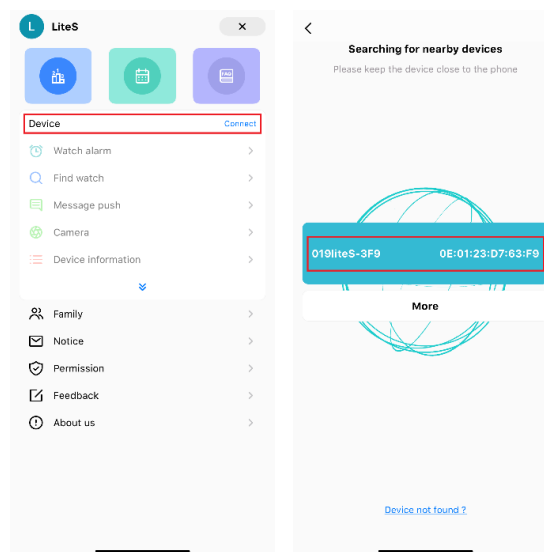 L LiteS
Device Connect
Watch alarm
Find watch
Message push
Camera
Device information
Family
Notice
Permission
Feedback
About us
Searching for nearby devices
Please keep the device close to the phone
019liteS-3F9 0E:01:23:D7:63:F9
More
Device not found ?